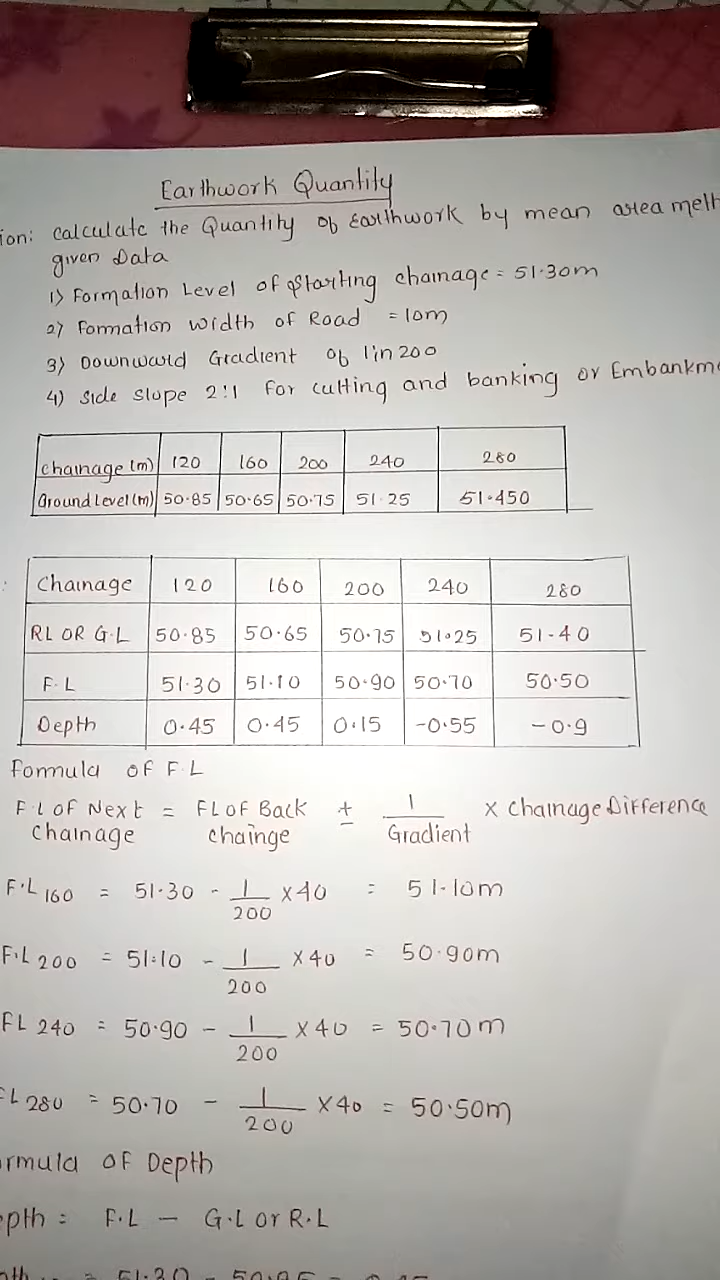 Earthwork Quantity
ion: calculate the Quantity of Earthwork by mean area meth
given Data
1) Formation Level of Starting chainage = 51.30m
2) Formation width of Road = 10m
3) Downward Gradient of 1in 200
4) Side slope 2:1 For cutting and banking or Embankm
Chainage (m) 120 160 200 240 280
Ground Level (m) 50.85 50.65 50.75 51.25 51.450
Chainage 120 160 200 240 280
RL OR G.L 50.85 50.65 50.75 51.25 51.40
F.L 51.30 51.10 50.90 50.70 50.50
Depth 0.45 0.45 0.15 -0.55 -0.9
Formula of F L
F L OF Next = FL OF Back ± 1/Gradient × Chainage Difference
Chainage chainge
F.L 160 = 51.30 - 1/200 ×40 = 51.10m
F.L 200 = 51.10 - 1/200 ×40 = 50.90m
FL 240 = 50.90 - 1/200 ×40 = 50.70m
FL 280 = 50.70 - 1/200 ×40 = 50.50m
ormula of Depth
epth = F.L - G.L or R.L